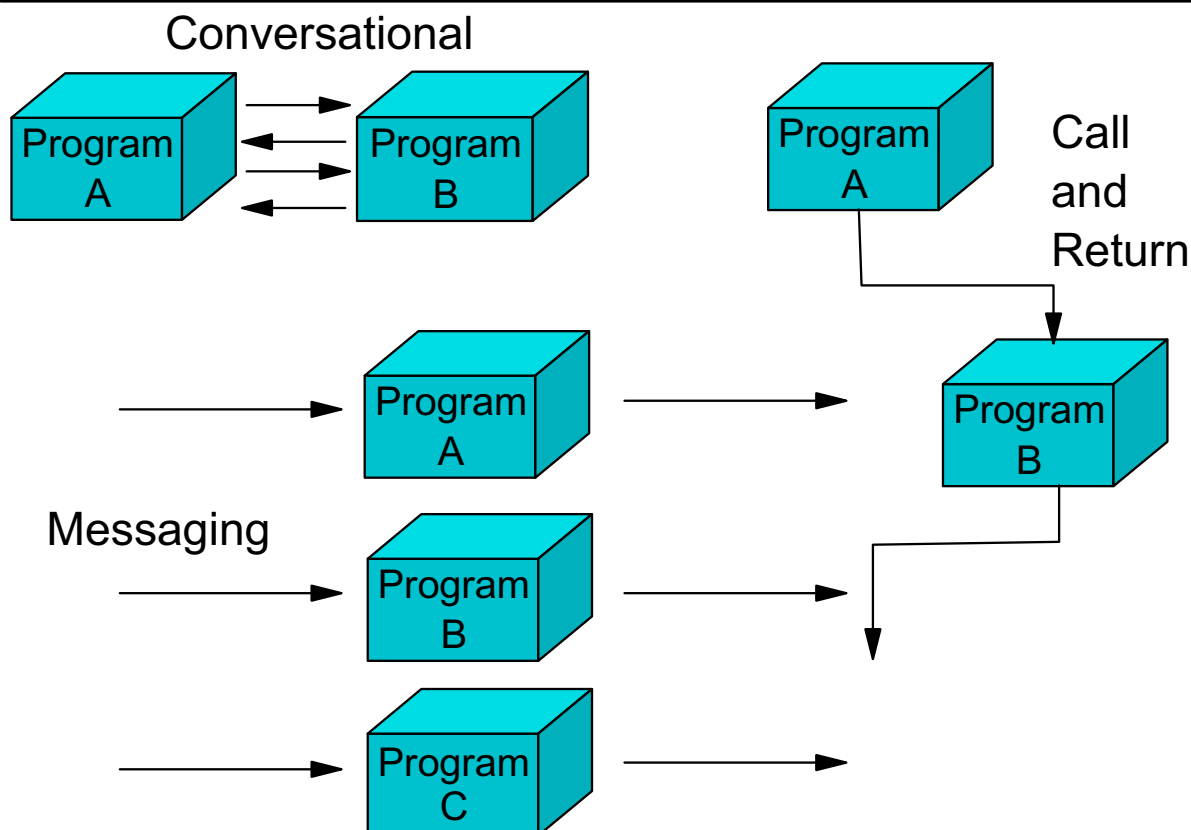 Conversational
Program
A
Program
B
Program
A
Call
and
Return
Program
A
Program
B
Messaging
Program
B
Program
C